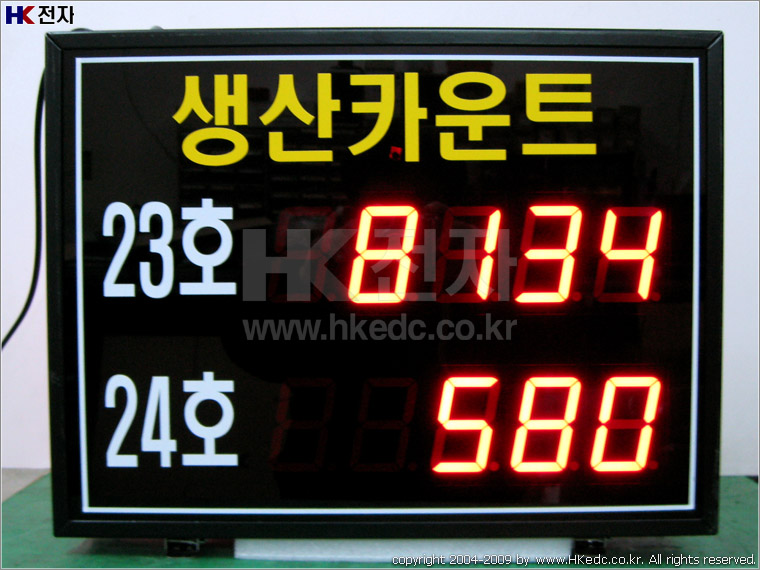 HK전자
생산카운트
23호 8134
HK전자
www.hkedc.co.kr
24호 580
copyright 2004-2009 by www.HKedc.co.kr. All rights reserved.